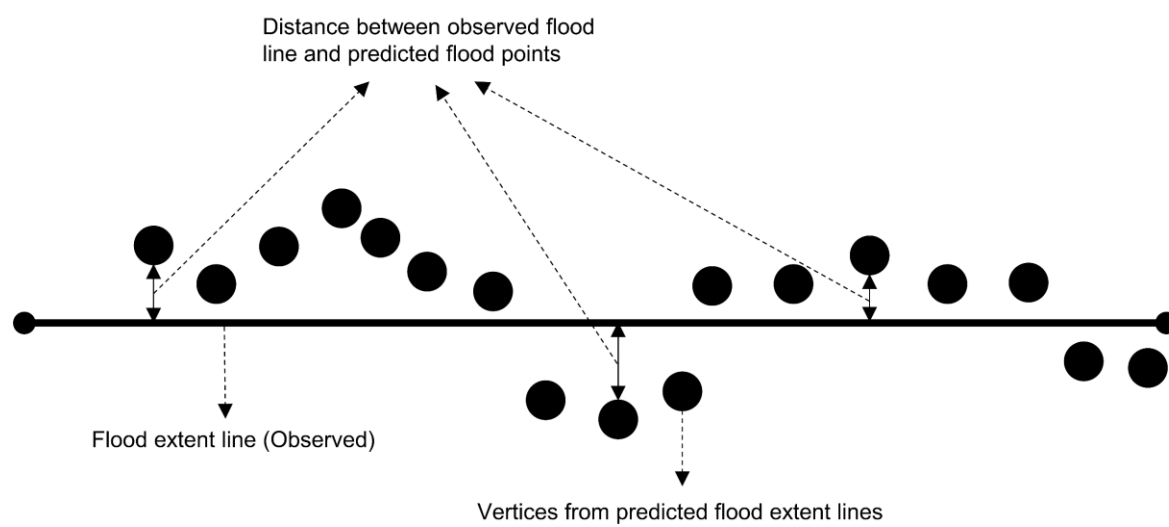 Distance between observed flood
line and predicted flood points
Flood extent line (Observed)
Vertices from predicted flood extent lines